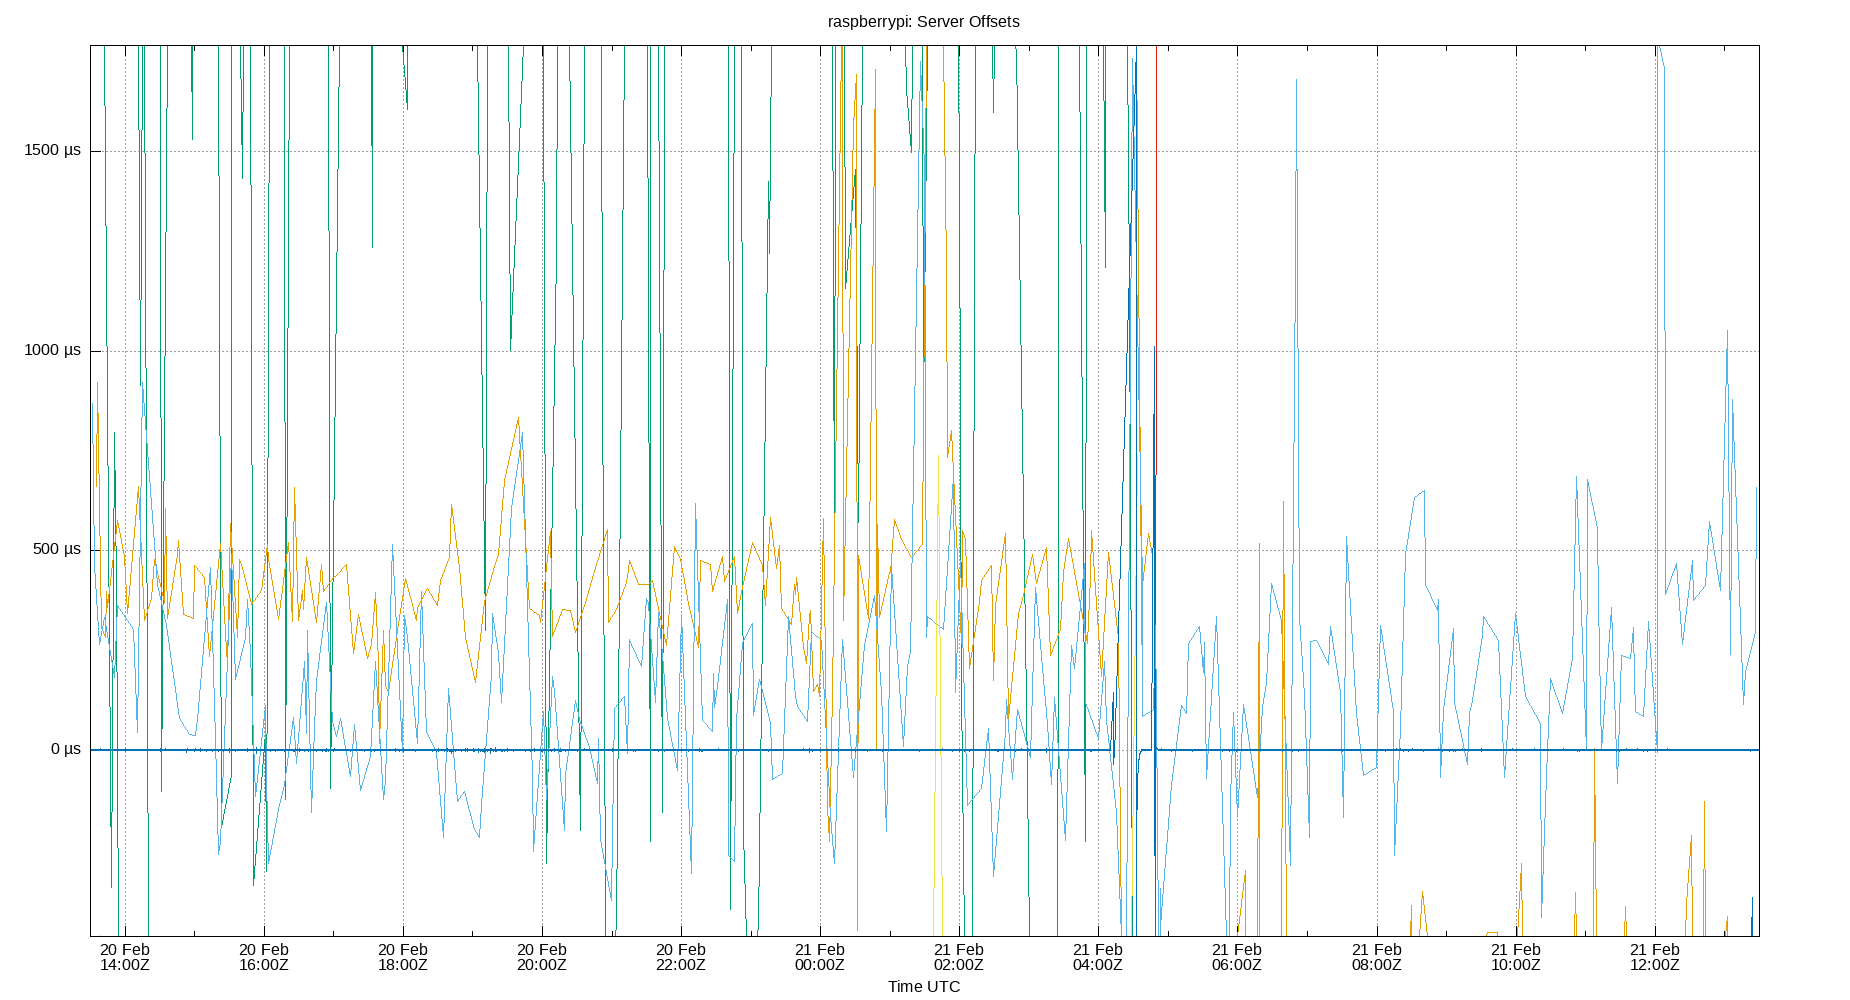 raspberrypi: Server Offsets
1500 µs
1000 µs
500 µs
0 µs
20 Feb 20 Feb 20 Feb 20 Feb 20 Feb 21 Feb 21 Feb 21 Feb 21 Feb 21 Feb 21 Feb 21 Feb
14:00Z 16:00Z 18:00Z 20:00Z 22:00Z 00:00Z 02:00Z 04:00Z 06:00Z 08:00Z 10:00Z 12:00Z
Time UTC